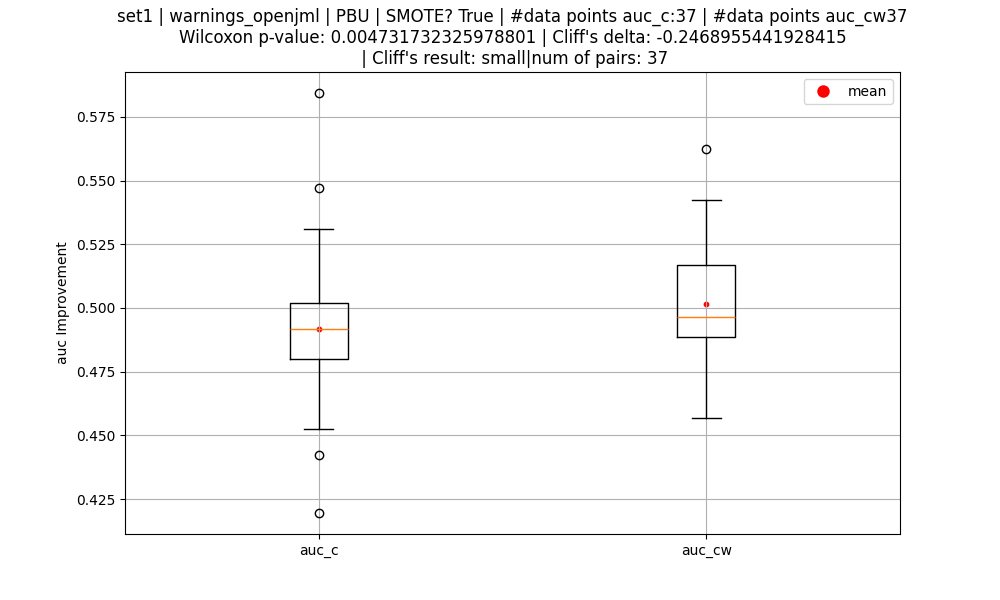 set1 | warnings_openjml | PBU | SMOTE? True | #data points auc_c:37 | #data points auc_cw37
Wilcoxon p-value: 0.004731732325978801 | Cliff's delta: -0.2468955441928415
| Cliff's result: small|num of pairs: 37
mean
0.575
0.550
0.525
0.500
0.475
0.450
0.425
auc Improvement
auc_c
auc_cw